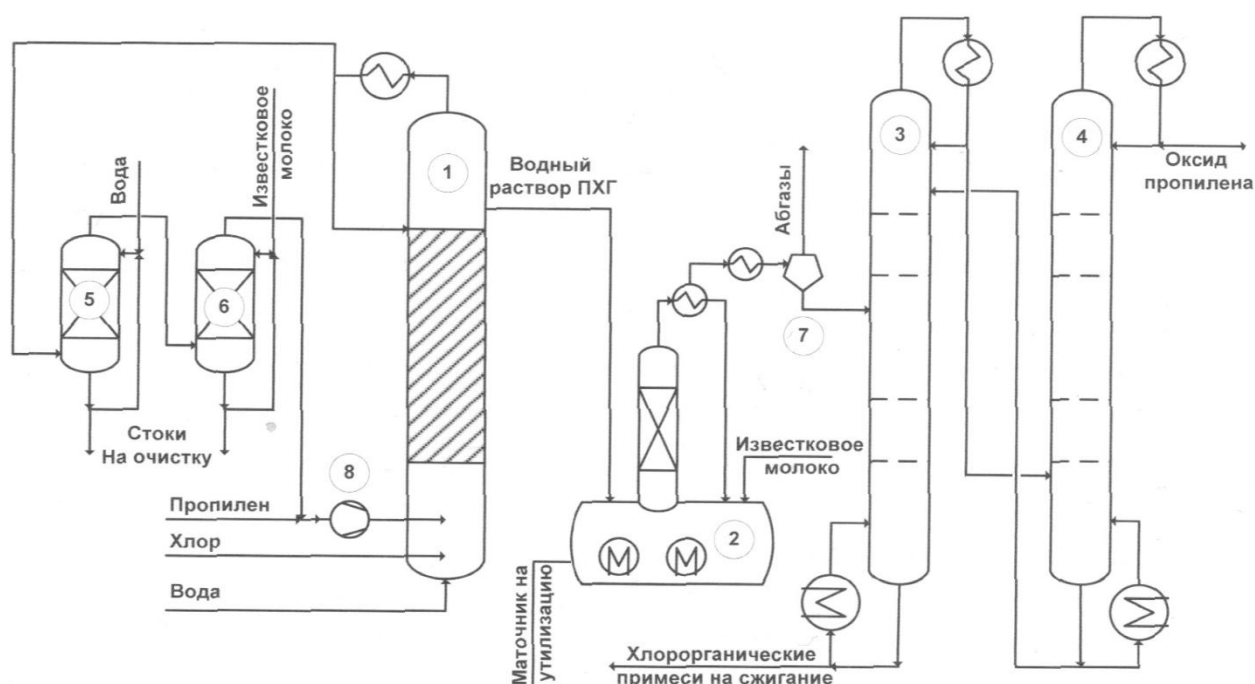 Вода
Известковое
молоко
1
Водный
раствор ПХГ
Абгазы
3
4
Оксид
пропилена
5
6
7
Стоки
На очистку
8
Известковое
молоко
Пропилен
Хлор
Вода
2
Маточник на
утилизацию
Хлорорганические
примеси на сжигание